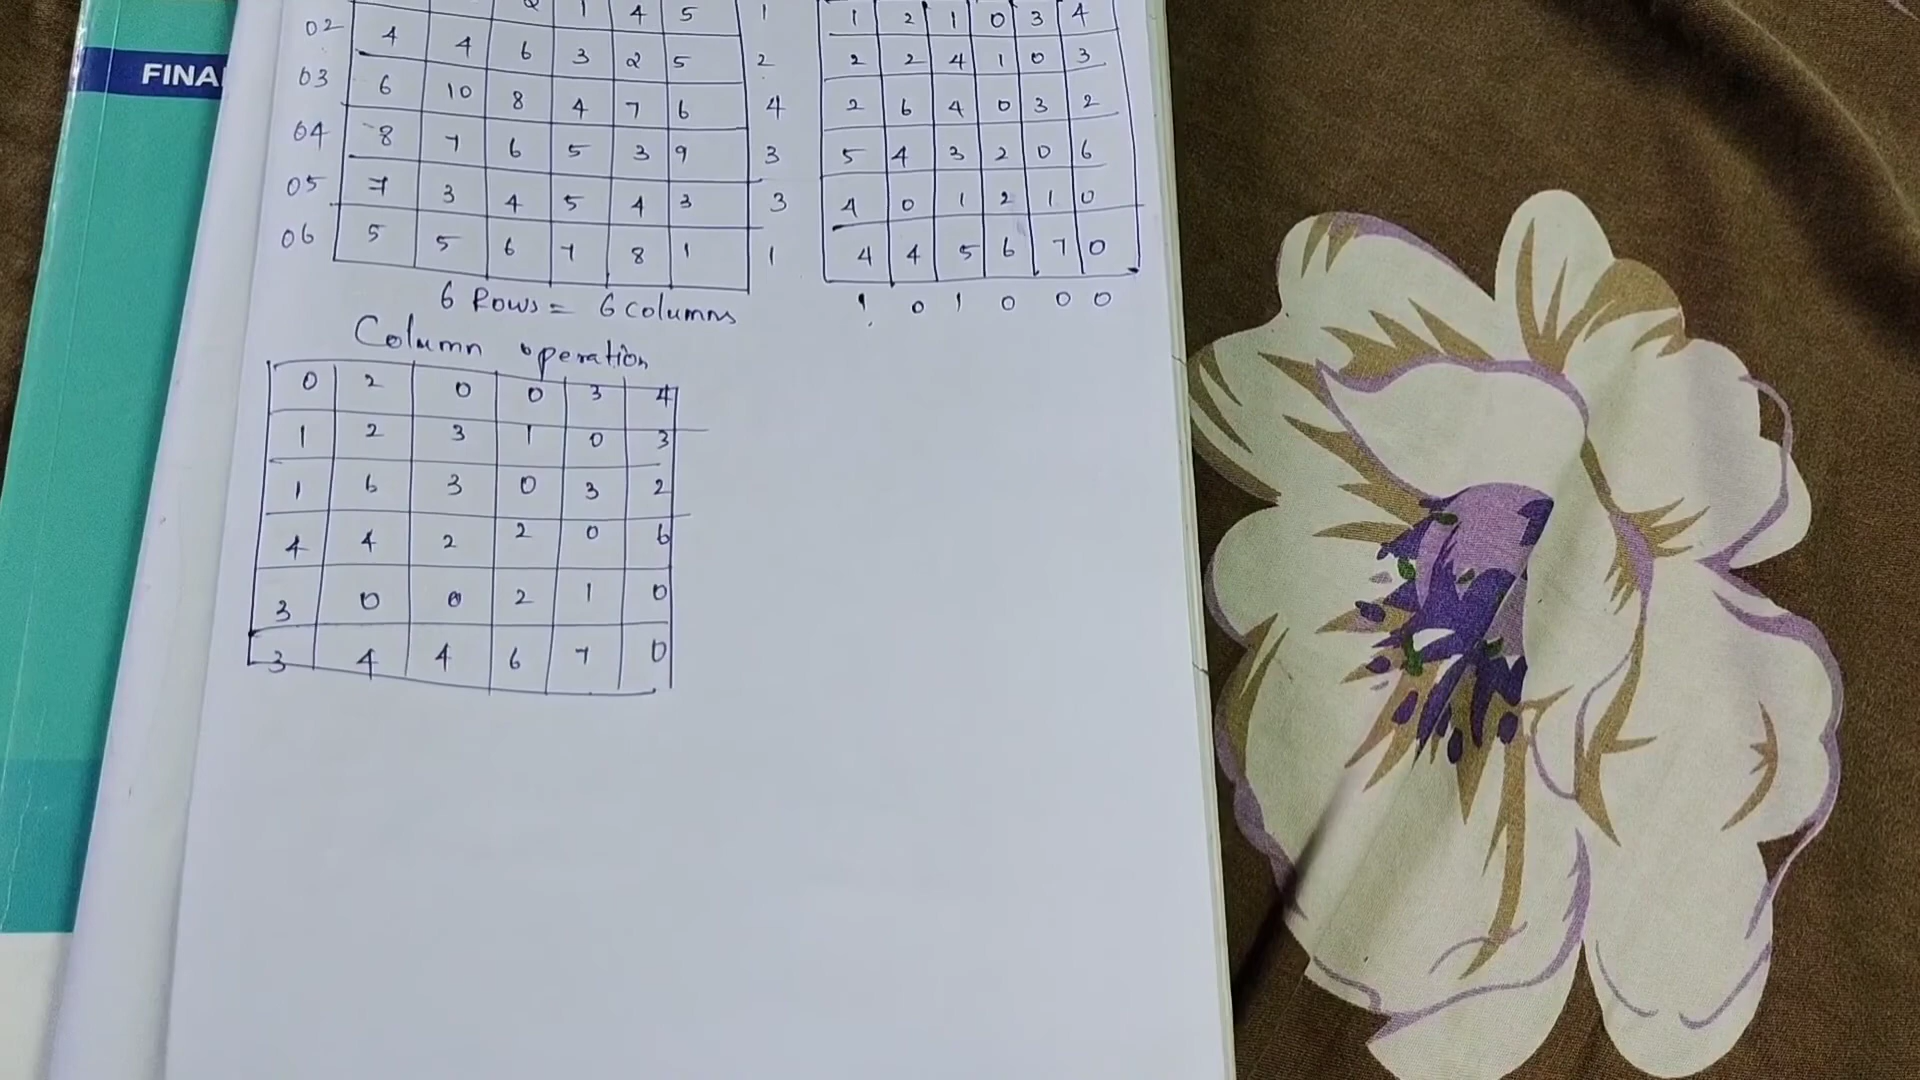 2 1 4 5 1
02 4 4 6 3 2 5 2
03 6 10 8 4 7 6 4
04 8 7 6 5 3 9 3
05 7 3 4 5 4 3 3
06 5 5 6 7 8 1 1
6 Rows = 6 columns
1 2 1 0 3 4
2 2 4 1 0 3
2 6 4 0 3 2
5 4 3 2 0 6
4 0 1 2 1 0
4 4 5 6 7 0
1 0 1 0 0 0
Column operation
0 2 0 0 3 4
1 2 3 1 0 3
1 6 3 0 3 2
4 4 2 2 0 6
3 0 0 2 1 0
3 4 4 6 7 0
FINA